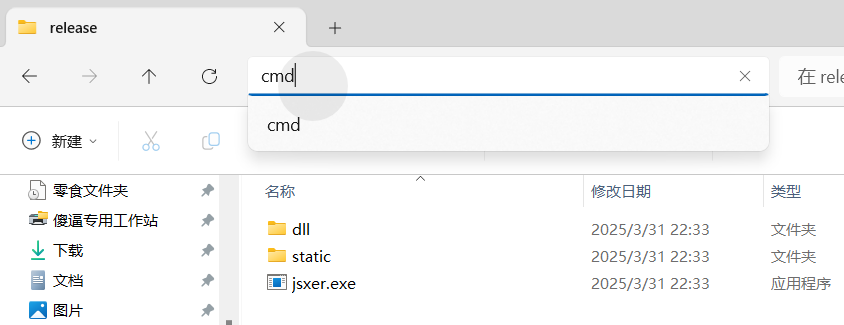 release
cmd
在 rele
cmd
新建
名称
修改日期
类型
零食文件夹
傻逼专用工作站
下载
文档
图片
dll
2025/3/31 22:33
文件夹
static
2025/3/31 22:33
文件夹
jsxer.exe
2025/3/31 22:33
应用程序